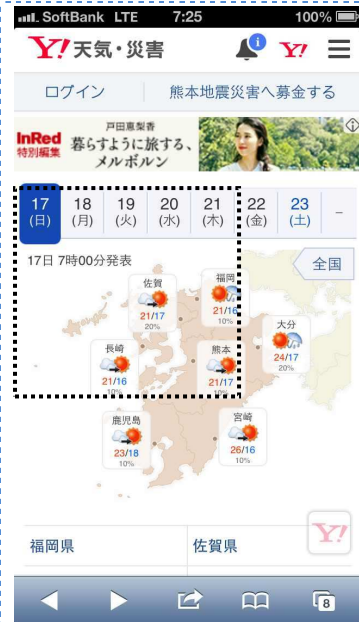 SoftBank LTE 7:25 100%
Y! 天気・災害
1
Y!
ログイン 熊本地震災害へ募金する
InRed
特別編集
戸田恵梨香
暮らすように旅する、
メルボルン
17 18 19 20 21 22 23 –
(日) (月) (火) (水) (木) (金) (土)
17日 7時00分発表
全国
佐賀
21/17
20%
福岡
21/16
10%
大分
24/17
20%
長崎
21/16
10%
熊本
21/17
10%
鹿児島
23/18
10%
宮崎
26/16
10%
Y!
福岡県 佐賀県
8